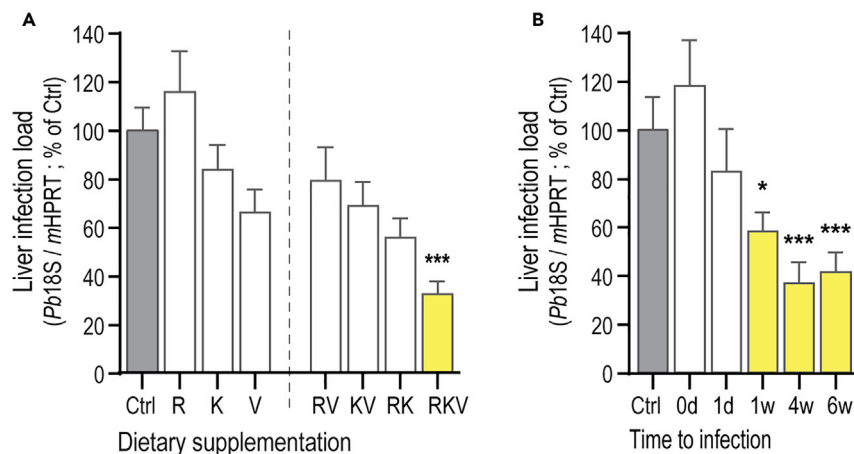 A
Liver infection load
(Pb18S / mHPRT ; % of Ctrl)
140
120
100
80
60
40
20
0
***
Ctrl R K V RV KV RK RKV
Dietary supplementation
B
Liver infection load
(Pb18S / mHPRT ; % of Ctrl)
140
120
100
80
60
40
20
0
* *** ***
Ctrl 0d 1d 1w 4w 6w
Time to infection